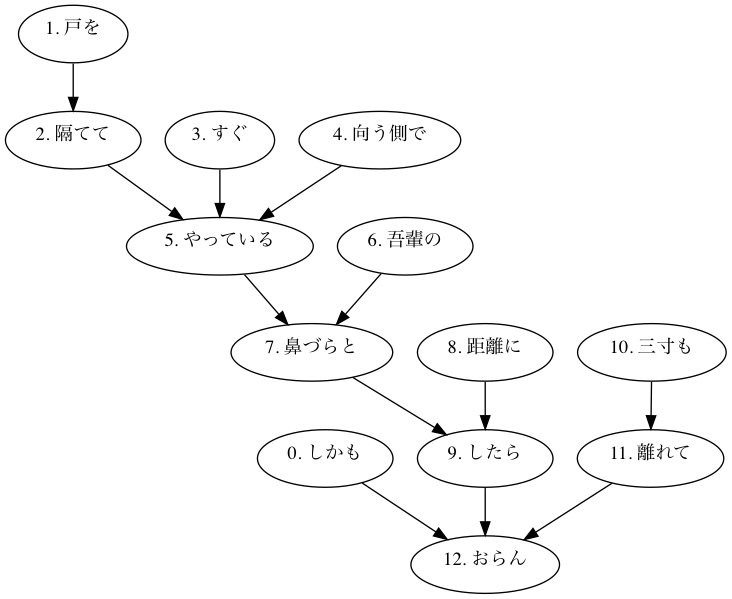 1. 戸を
2. 隔てて
3. すぐ
4. 向う側で
5. やっている
6. 吾輩の
7. 鼻づらと
8. 距離に
10. 三寸も
0. しかも
9. したら
11. 離れて
12. おらん